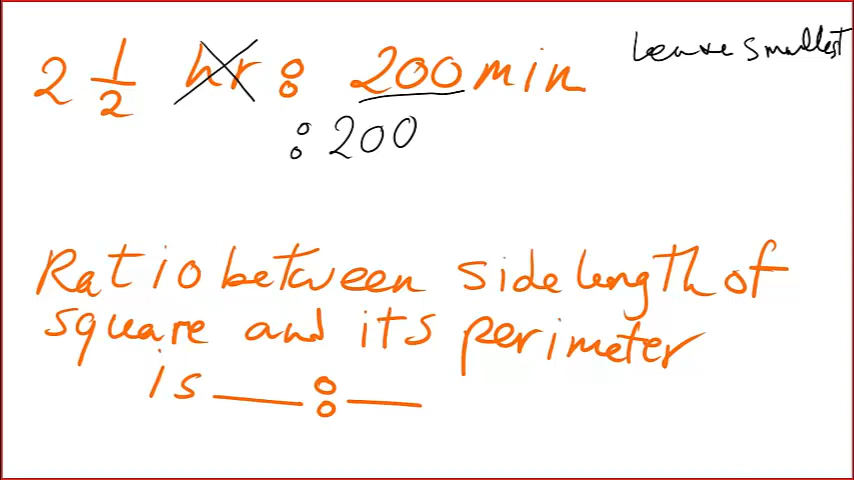 2 1/2 hr : 200 min
Leave smallest
: 200
Ratio between side length of
square and its perimeter
is ___ : ___